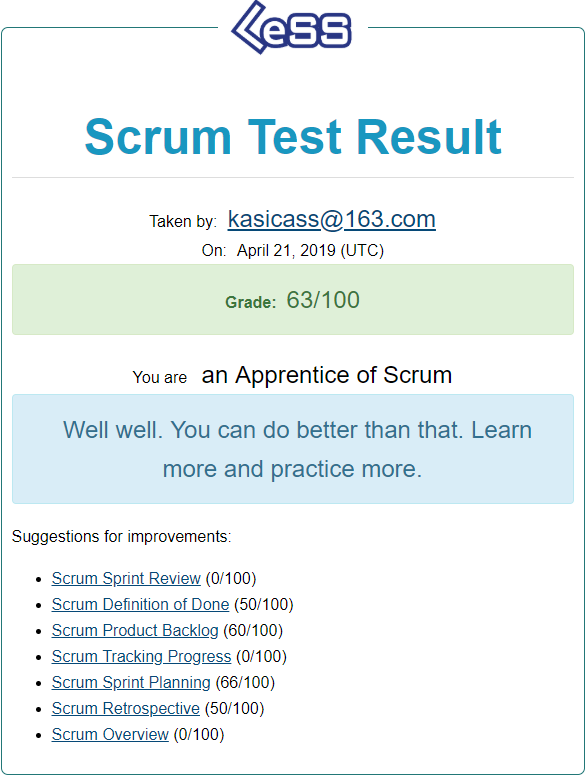 LeSS
Scrum Test Result
Taken by: kasicass@163.com
On: April 21, 2019 (UTC)
Grade: 63/100
You are an Apprentice of Scrum
Well well. You can do better than that. Learn
more and practice more.
Suggestions for improvements:
• Scrum Sprint Review (0/100)
• Scrum Definition of Done (50/100)
• Scrum Product Backlog (60/100)
• Scrum Tracking Progress (0/100)
• Scrum Sprint Planning (66/100)
• Scrum Retrospective (50/100)
• Scrum Overview (0/100)